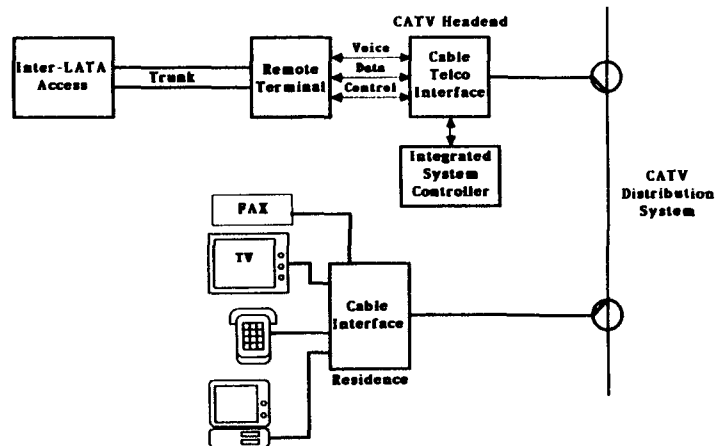 CATV Headend
Inter-LATA
Access
Trunk
Remote
Terminal
Voice
Data
Control
Cable
Telco
Interface
Integrated
System
Controller
CATV
Distribution
System
FAX
TV
Cable
Interface
Residence